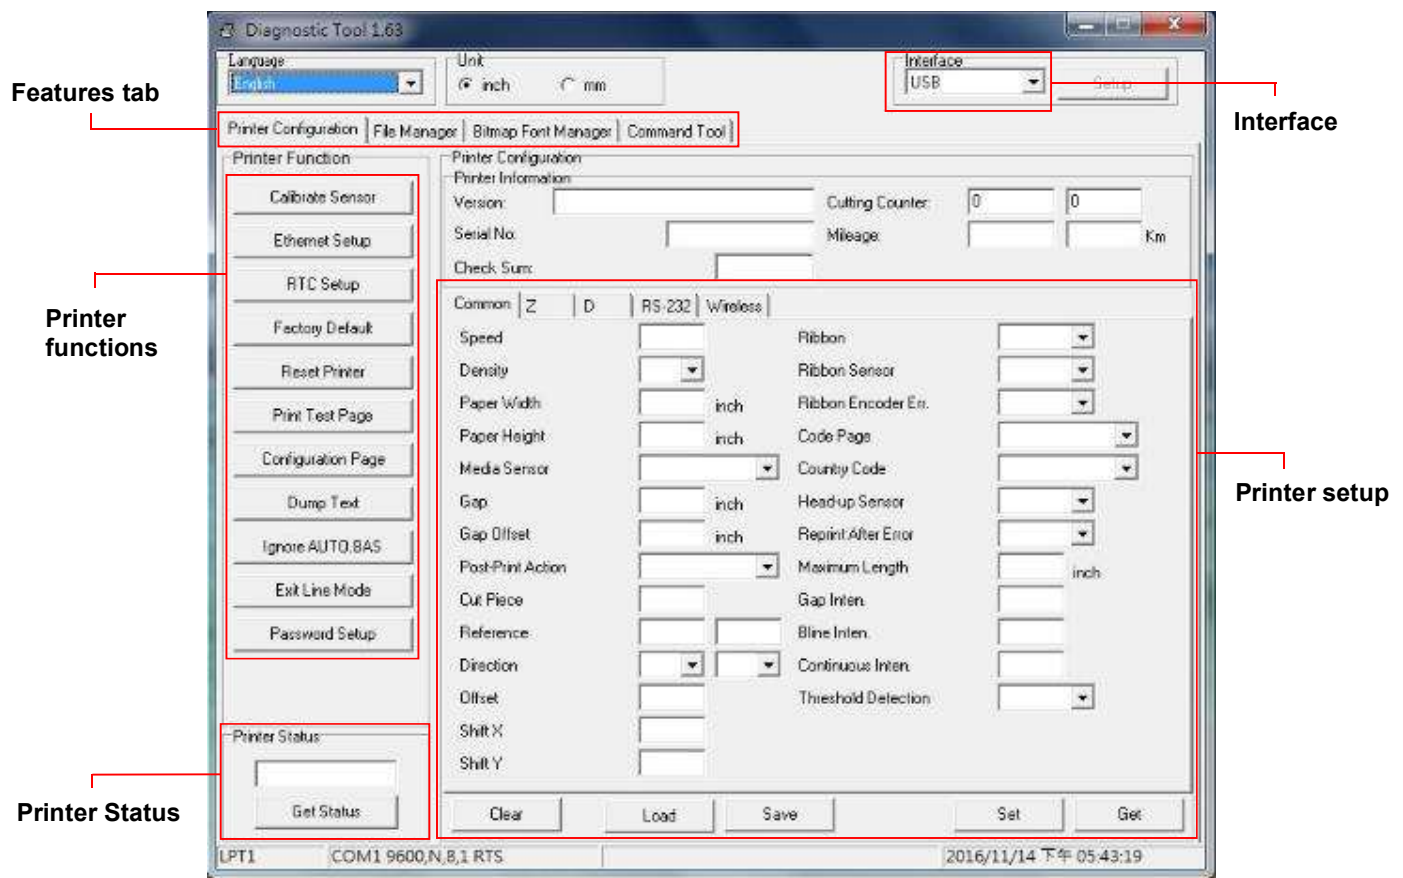 Diagnostic Tool 1.63
Language
English
Unit
inch
mm
Interface
USB
Setup
Features tab
Interface
Printer Configuration
File Manager
Bitmap Font Manager
Command Tool
Printer Function
Calibrate Sensor
Ethernet Setup
RTC Setup
Factory Default
Reset Printer
Print Test Page
Configuration Page
Dump Text
Ignore AUTO.BAS
Exit Line Mode
Password Setup
Printer
functions
Printer Configuration
Printer Information
Version:
Cutting Counter:
0
0
Serial No:
Mileage:
Km
Check Sum:
Common
Z
D
RS-232
Wireless
Speed
Ribbon
Density
Ribbon Sensor
Paper Width
inch
Ribbon Encoder Err.
Paper Height
inch
Code Page
Media Sensor
Country Code
Gap
inch
Head-up Sensor
Gap Offset
inch
Reprint After Error
Post-Print Action
Maximum Length
inch
Cut Piece
Gap Inten.
Reference
Bline Inten.
Direction
Continuous Inten.
Offset
Threshold Detection
Shift X
Shift Y
Printer setup
Printer Status
Get Status
Printer Status
Clear
Load
Save
Set
Get
LPT1
COM1 9600,N,8,1 RTS
2016/11/14 下午 05:43:19